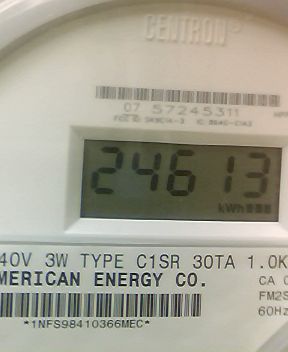 CENTRON
07 57245311
24613
kWh
40V 3W TYPE C1SR 30TA 1.0K
MERICAN ENERGY CO.
CA
FM2S
60Hz
*1NFS98410366MEC*